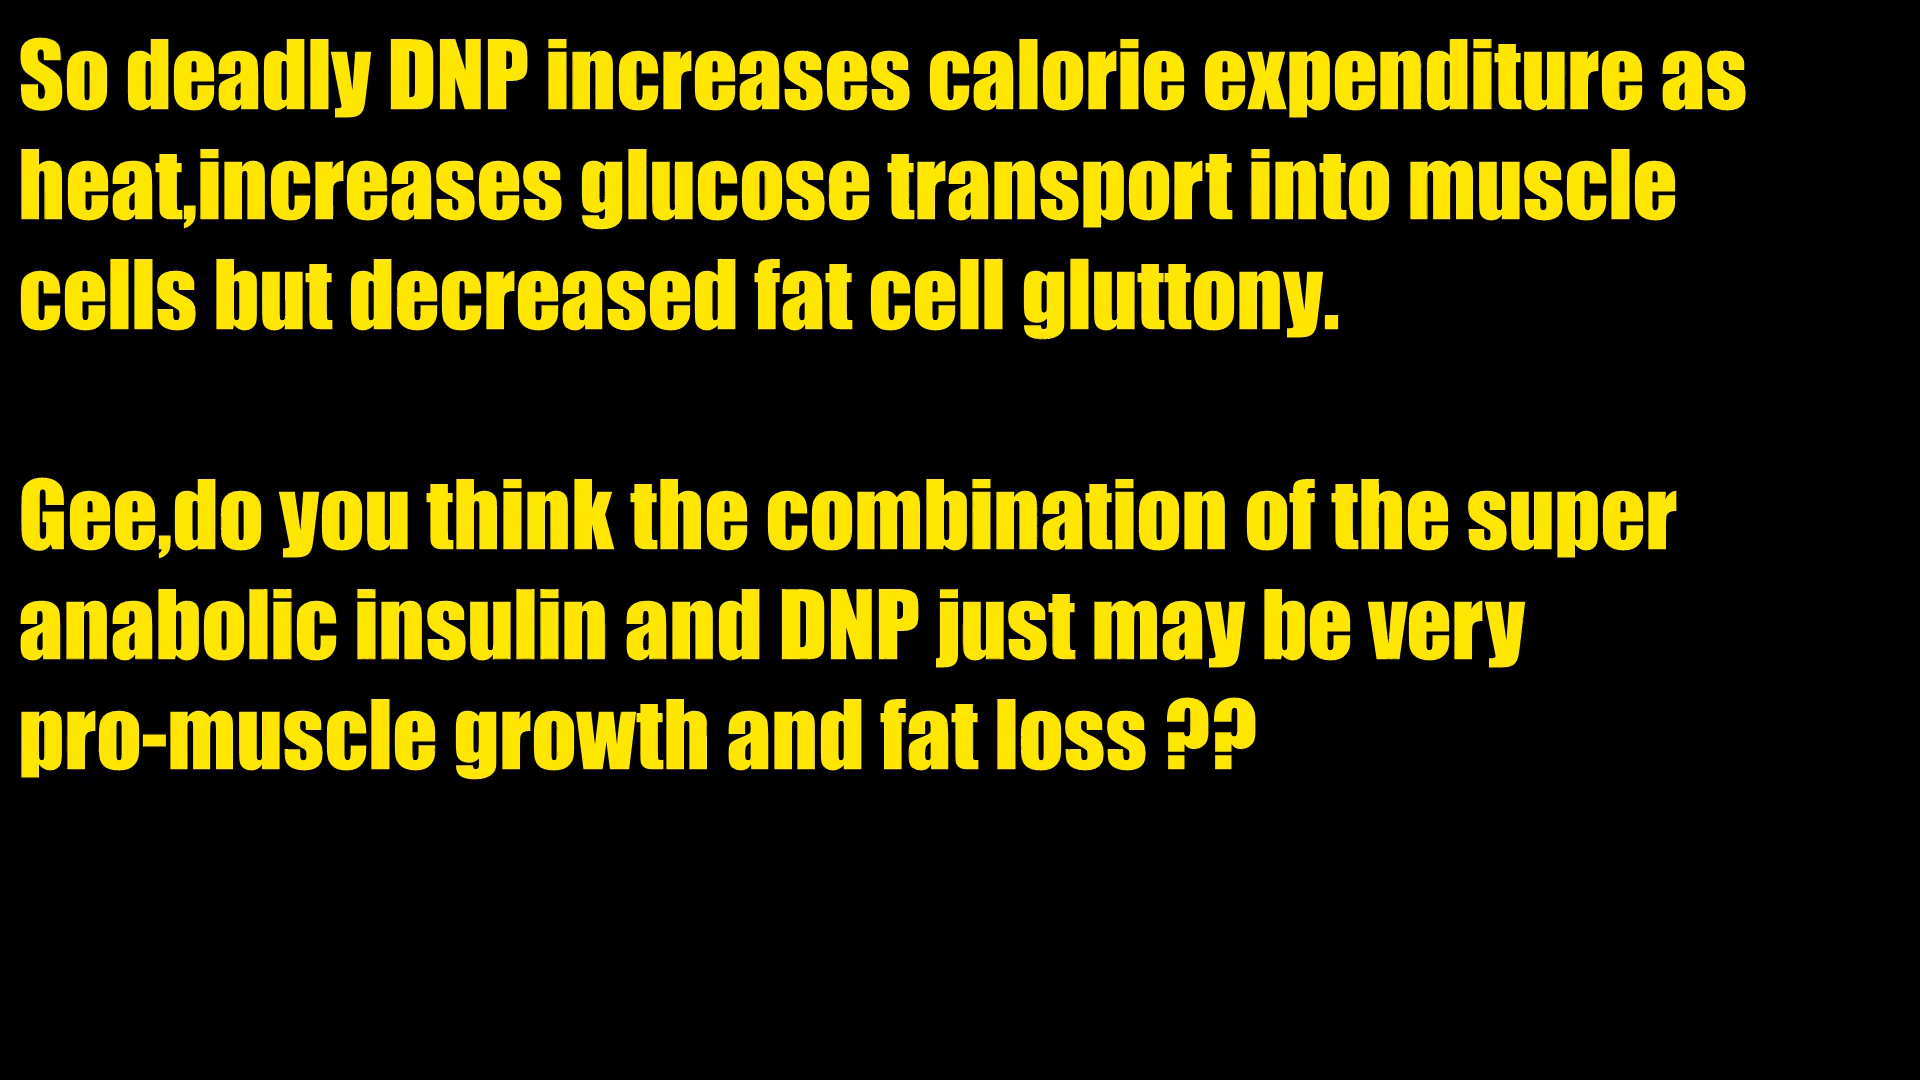 So deadly DNP increases calorie expenditure as
heat,increases glucose transport into muscle
cells but decreased fat cell gluttony.
Gee,do you think the combination of the super
anabolic insulin and DNP just may be very
pro-muscle growth and fat loss ??